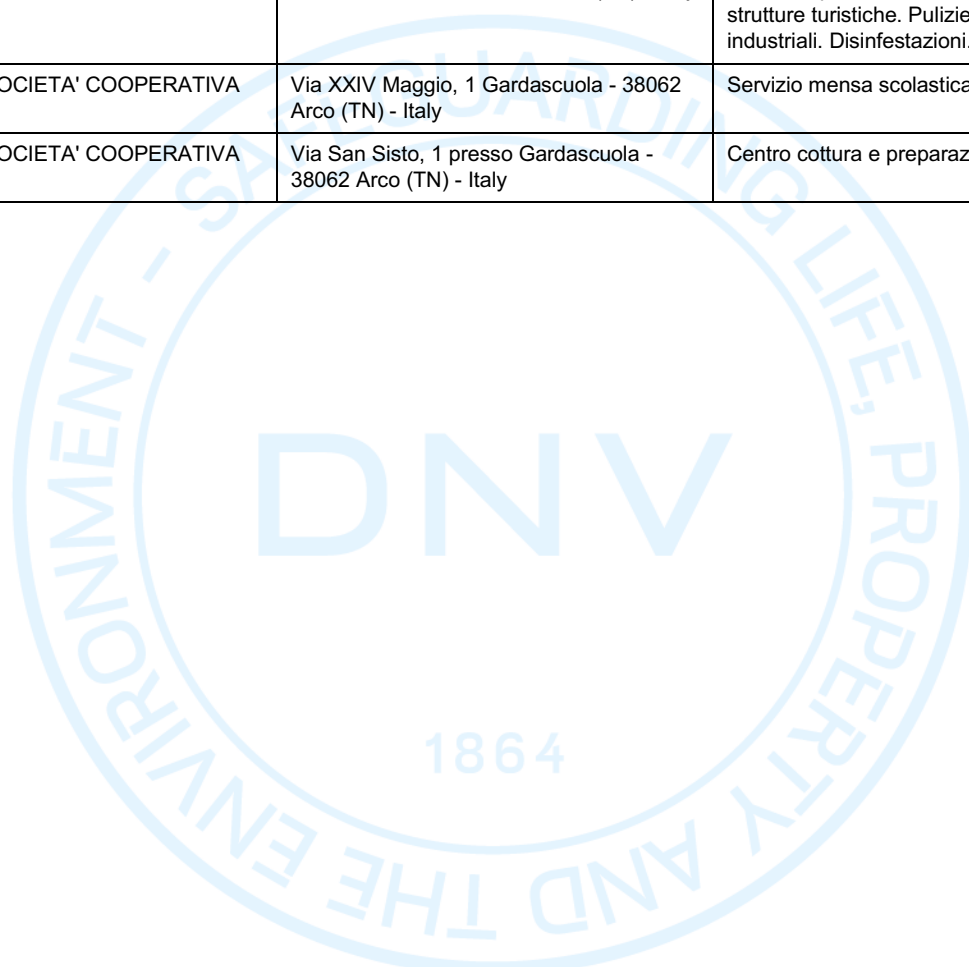 strutture turistiche. Pulizie
industriali. Disinfestazioni.
OCIETA' COOPERATIVA
Via XXIV Maggio, 1 Gardascuola - 38062
Arco (TN) - Italy
Servizio mensa scolastica
OCIETA' COOPERATIVA
Via San Sisto, 1 presso Gardascuola -
38062 Arco (TN) - Italy
Centro cottura e preparaz
SAFEGUARDING LIFE, PROPERTY AND THE ENVIRONMENT -
DNV
1864